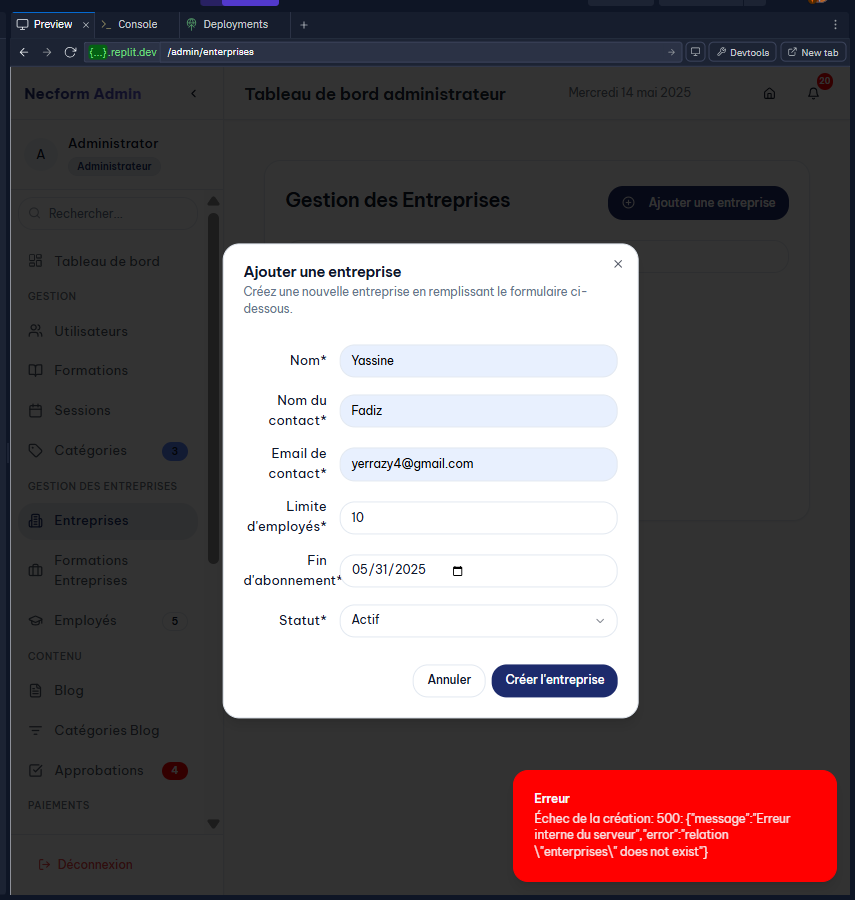 Preview
Console
Deployments
{...}.replit.dev
/admin/enterprises
Devtools
New tab
Necform Admin
Tableau de bord administrateur
Mercredi 14 mai 2025
20
A
Administrator
Administrateur
Rechercher...
Gestion des Entreprises
Ajouter une entreprise
Tableau de bord
GESTION
Utilisateurs
Formations
Sessions
Catégories
3
GESTION DES ENTREPRISES
Entreprises
Formations
Entreprises
Employés
5
CONTENU
Blog
Catégories Blog
Approbations
4
PAIEMENTS
Déconnexion
Ajouter une entreprise
Créez une nouvelle entreprise en remplissant le formulaire ci-
dessous.
Nom*
Yassine
Nom du
contact*
Fadiz
Email de
contact*
yerrazy4@gmail.com
Limite
d'employés*
10
Fin
d'abonnement*
05/31/2025
Statut*
Actif
Annuler
Créer l'entreprise
Erreur
Échec de la création: 500: {"message":"Erreur
interne du serveur","error":"relation
\"enterprises\" does not exist"}